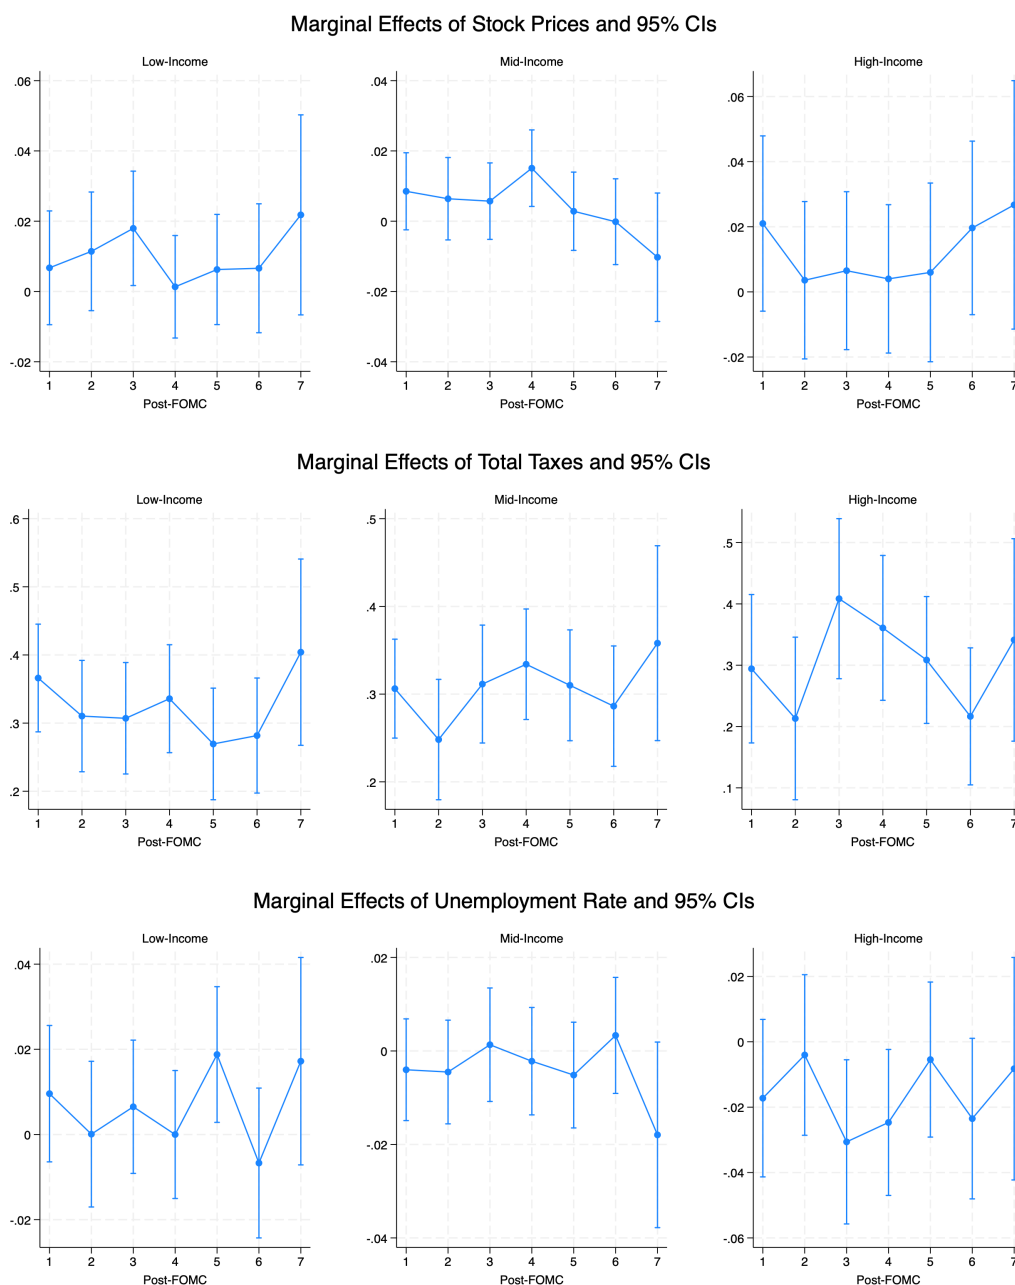 Marginal Effects of Stock Prices and 95% CIs
Low-Income
.06
.04
.02
0
-.02
1 2 3 4 5 6 7
Post-FOMC
Mid-Income
.04
.02
0
-.02
-.04
1 2 3 4 5 6 7
Post-FOMC
High-Income
.06
.04
.02
0
-.02
1 2 3 4 5 6 7
Post-FOMC
Marginal Effects of Total Taxes and 95% CIs
Low-Income
.6
.5
.4
.3
.2
1 2 3 4 5 6 7
Post-FOMC
Mid-Income
.5
.4
.3
.2
1 2 3 4 5 6 7
Post-FOMC
High-Income
.5
.4
.3
.2
.1
1 2 3 4 5 6 7
Post-FOMC
Marginal Effects of Unemployment Rate and 95% CIs
Low-Income
.04
.02
0
-.02
1 2 3 4 5 6 7
Post-FOMC
Mid-Income
.02
0
-.02
-.04
1 2 3 4 5 6 7
Post-FOMC
High-Income
.02
0
-.02
-.04
-.06
1 2 3 4 5 6 7
Post-FOMC